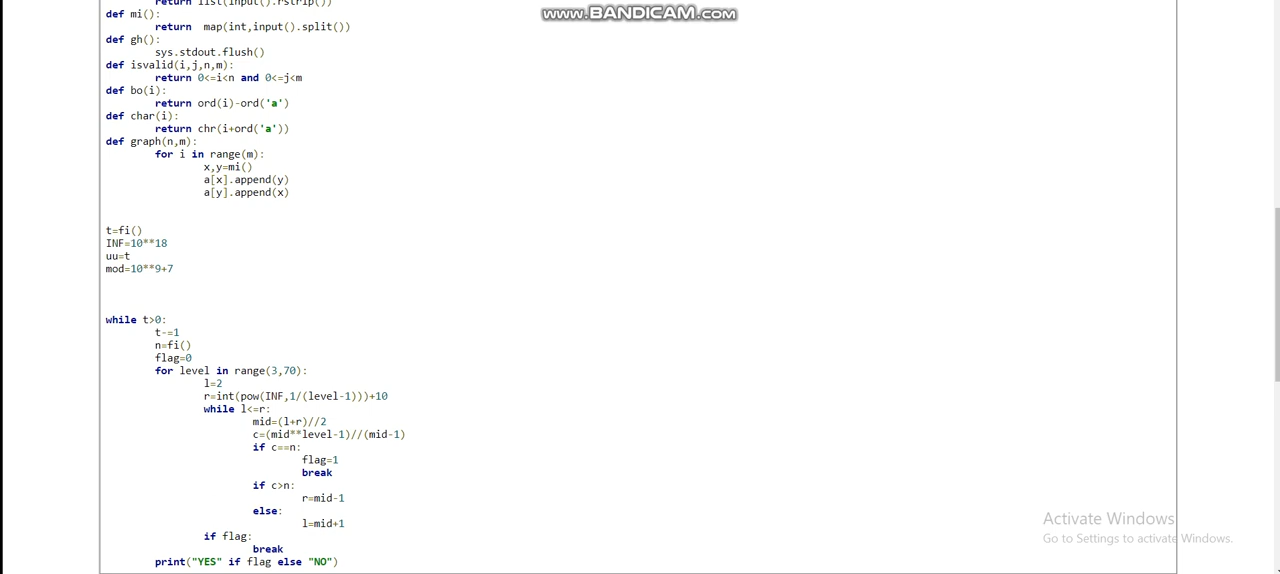 www.BANDICAM.com
return list(input().rstrip())
def mi():
return  map(int,input().split())
def gh():
sys.stdout.flush()
def isvalid(i,j,n,m):
return 0<=i<n and 0<=j<m
def bo(i):
return ord(i)-ord('a')
def char(i):
return chr(i+ord('a'))
def graph(n,m):
for i in range(m):
x,y=mi()
a[x].append(y)
a[y].append(x)
t=fi()
INF=10**18
uu=t
mod=10**9+7
while t>0:
t-=1
n=fi()
flag=0
for level in range(3,70):
l=2
r=int(pow(INF,1/(level-1)))+10
while l<=r:
mid=(l+r)//2
c=(mid**level-1)//(mid-1)
if c==n:
flag=1
break
if c>n:
r=mid-1
else:
l=mid+1
if flag:
break
print("YES" if flag else "NO")
Activate Windows
Go to Settings to activate Windows.